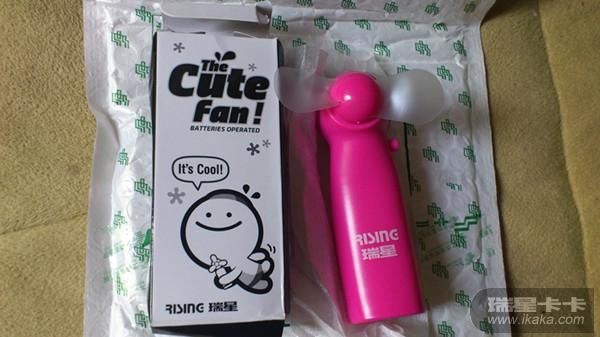 The
Cute
Fan!
BATTERIES OPERATED
It's Cool!
RISING 瑞星
RISING
瑞星
瑞星卡卡
www.ikaka.com